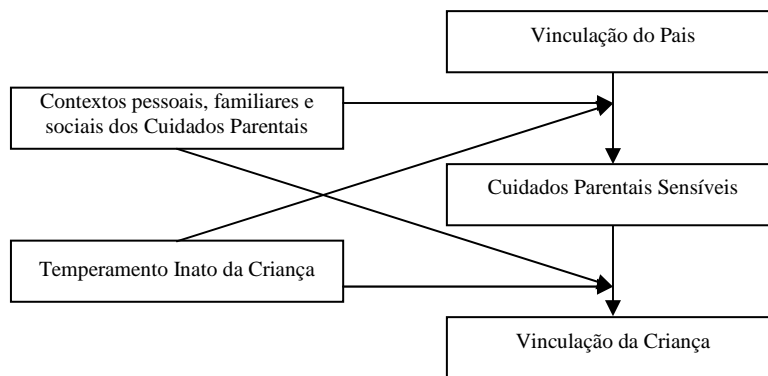 Vinculação do Pais
Contextos pessoais, familiares e
sociais dos Cuidados Parentais
Cuidados Parentais Sensíveis
Temperamento Inato da Criança
Vinculação da Criança